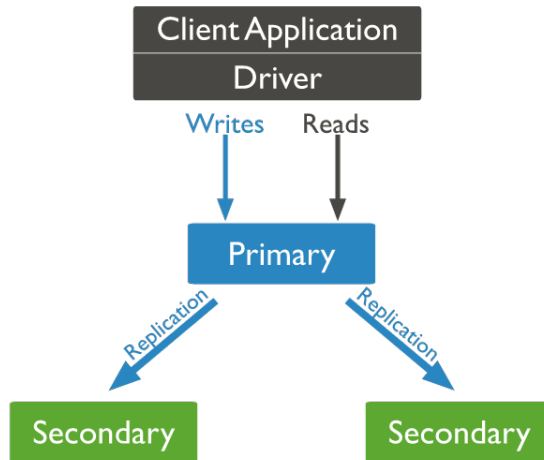 Client Application
Driver
Writes Reads
Primary
Replication Replication
Secondary Secondary